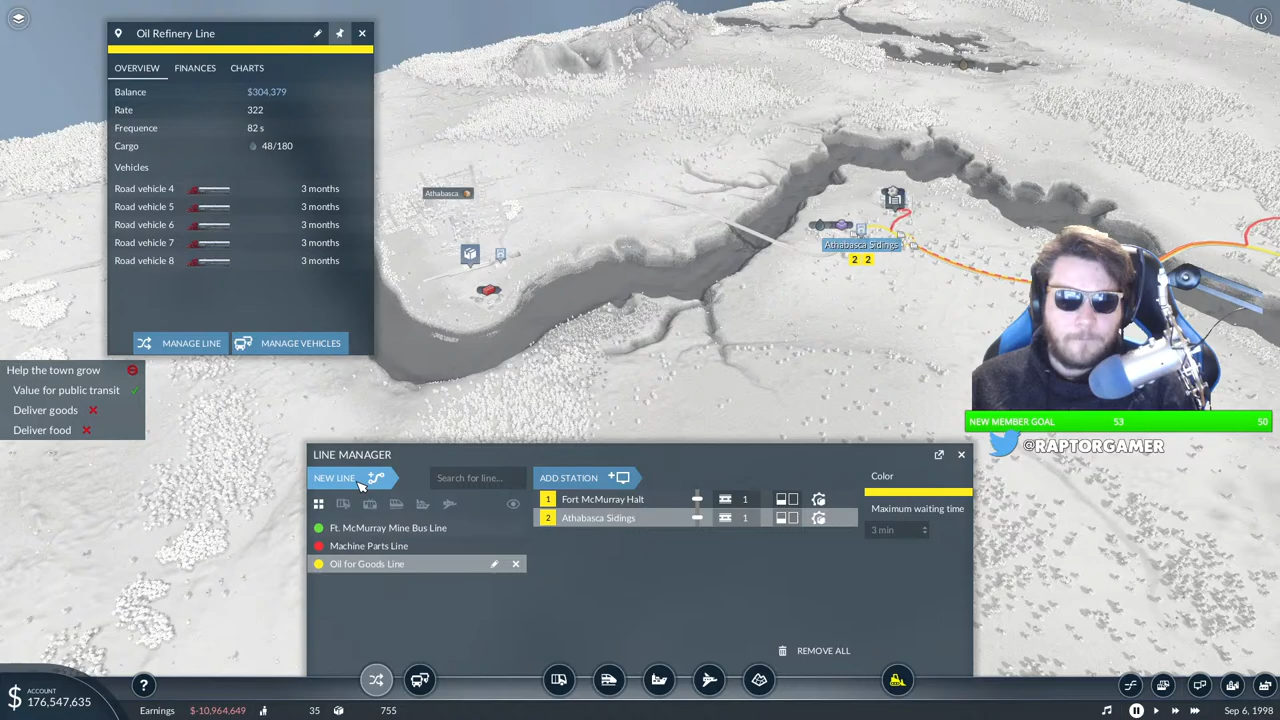 Oil Refinery Line
OVERVIEW FINANCES CHARTS
Balance $304,379
Rate 322
Frequence 82 s
Cargo 48/180
Vehicles
Road vehicle 4 3 months
Road vehicle 5 3 months
Road vehicle 6 3 months
Road vehicle 7 3 months
Road vehicle 8 3 months
MANAGE LINE MANAGE VEHICLES
Athabasca
Athabasca Sidings
2 2
Help the town grow
Value for public transit
Deliver goods
Deliver food
NEW MEMBER GOAL 53 50
@RAPTORGAMER
LINE MANAGER
NEW LINE Search for line... ADD STATION
Color
1 Fort McMurray Halt 1
2 Athabasca Sidings 1
Maximum waiting time
3 min
Ft. McMurray Mine Bus Line
Machine Parts Line
Oil for Goods Line
REMOVE ALL
$ ACCOUNT
176,547,635
?
Earnings $-10,964,649 35 755 Sep 6, 1998